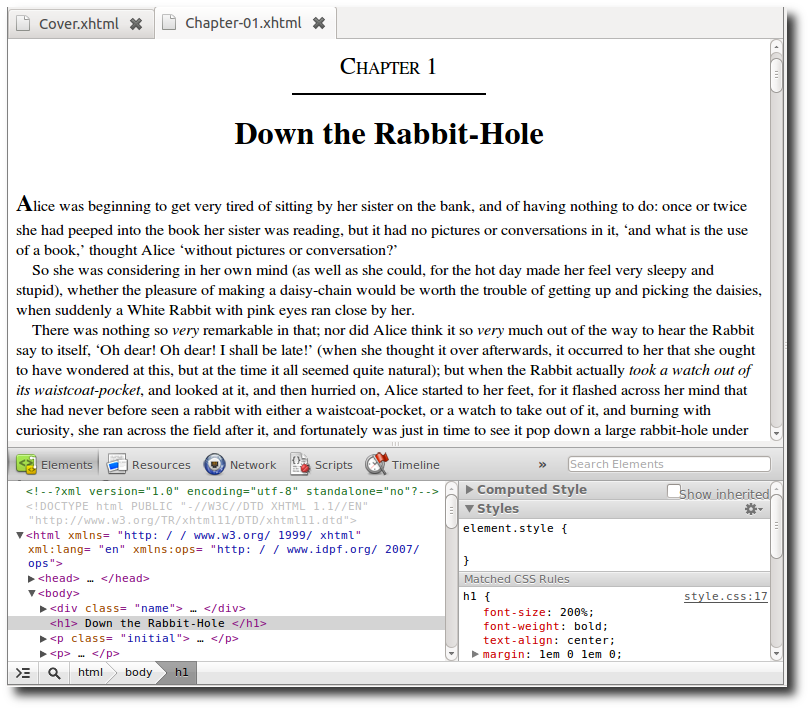 Cover.xhtml
Chapter-01.xhtml
Chapter 1
Down the Rabbit-Hole
Alice was beginning to get very tired of sitting by her sister on the bank, and of having nothing to do: once or twice
she had peeped into the book her sister was reading, but it had no pictures or conversations in it, ‘and what is the use
of a book,’ thought Alice ‘without pictures or conversation?’
So she was considering in her own mind (as well as she could, for the hot day made her feel very sleepy and
stupid), whether the pleasure of making a daisy-chain would be worth the trouble of getting up and picking the daisies,
when suddenly a White Rabbit with pink eyes ran close by her.
There was nothing so very remarkable in that; nor did Alice think it so very much out of the way to hear the Rabbit
say to itself, ‘Oh dear! Oh dear! I shall be late!’ (when she thought it over afterwards, it occurred to her that she ought
to have wondered at this, but at the time it all seemed quite natural); but when the Rabbit actually took a watch out of
its waistcoat-pocket, and looked at it, and then hurried on, Alice started to her feet, for it flashed across her mind that
she had never before seen a rabbit with either a waistcoat-pocket, or a watch to take out of it, and burning with
curiosity, she ran across the field after it, and fortunately was just in time to see it pop down a large rabbit-hole under
Elements
Resources
Network
Scripts
Timeline
»
Search Elements
<!--?xml version="1.0" encoding="utf-8" standalone="no"?-->
<!DOCTYPE html PUBLIC "-//W3C//DTD XHTML 1.1//EN"
"http://www.w3.org/TR/xhtml11/DTD/xhtml11.dtd">
<html xmlns= "http: / / www.w3.org/ 1999/ xhtml"
xml:lang= "en" xmlns:ops= "http: / / www.idpf.org/ 2007/
ops">
<head> … </head>
<body>
<div class= "name"> … </div>
<h1> Down the Rabbit-Hole </h1>
<p class= "initial"> … </p>
<p> … </p>
Computed Style
Show inherited
Styles
element.style {
}
Matched CSS Rules
h1 {
style.css:17
font-size: 200%;
font-weight: bold;
text-align: center;
margin: 1em 0 1em 0;
html
body
h1